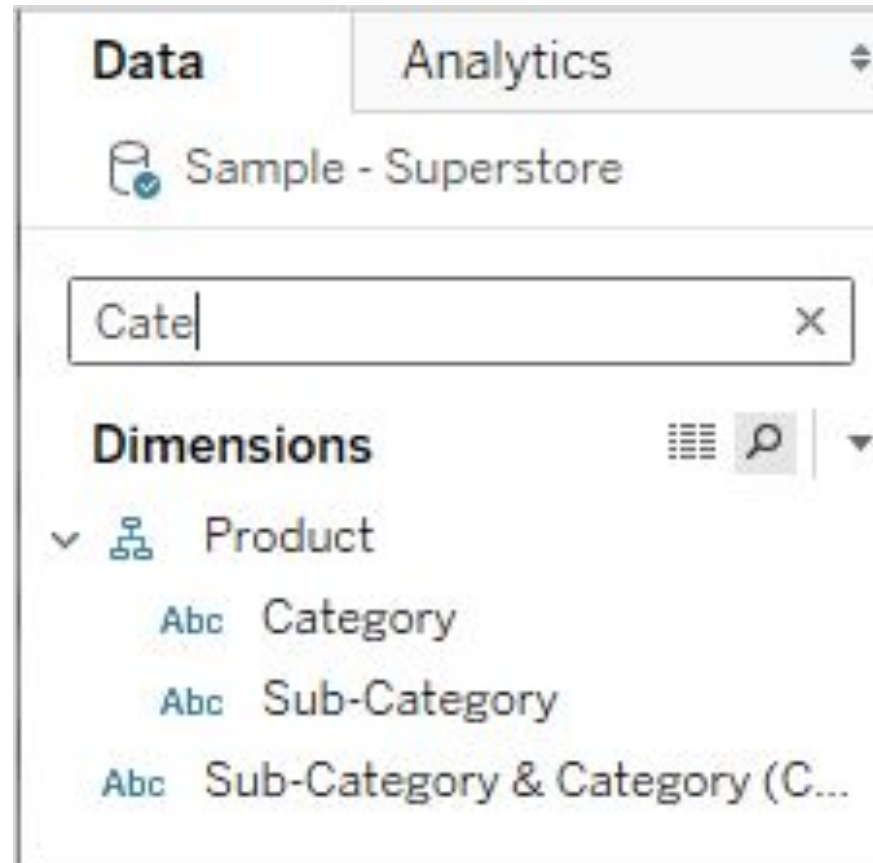 Data Analytics
Sample - Superstore
Cate
Dimensions
Product
Abc Category
Abc Sub-Category
Abc Sub-Category & Category (C...